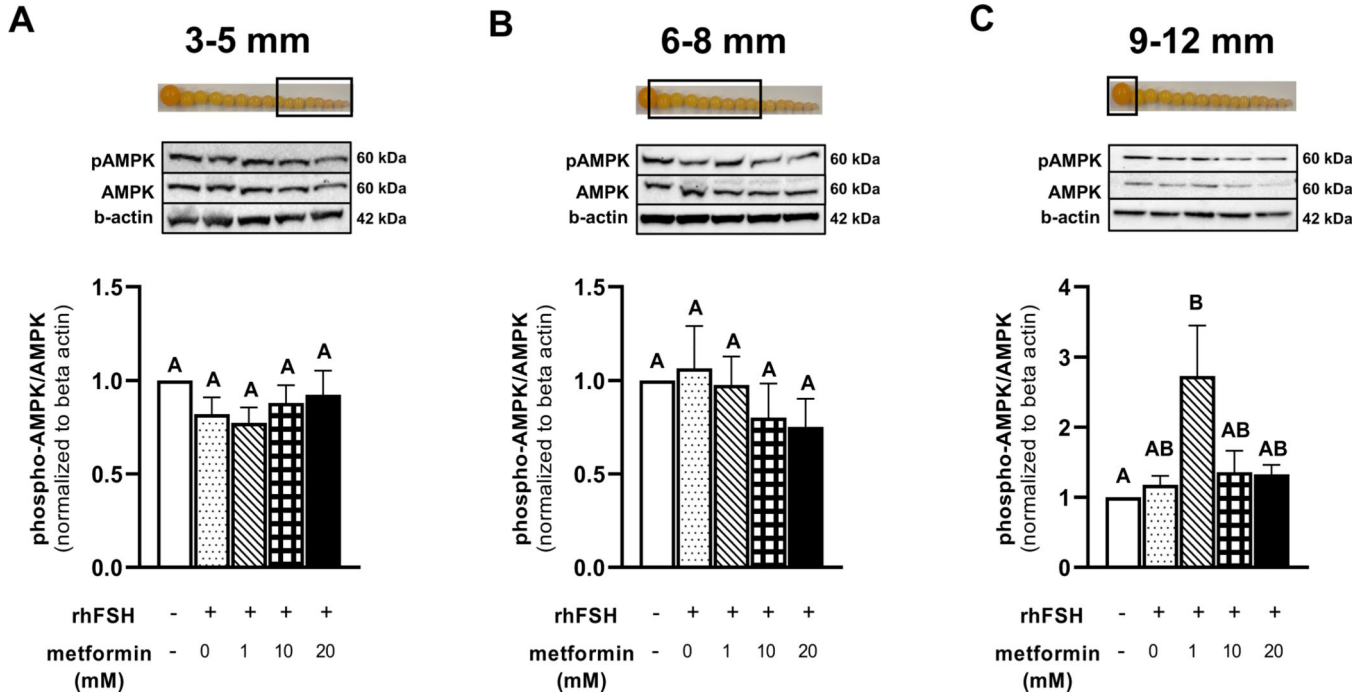 A
3-5 mm
pAMPK
60 kDa
AMPK
60 kDa
b-actin
42 kDa
phospho-AMPK/AMPK
(normalized to beta actin)
1.5
1.0
0.5
0.0
A
A
A
A
A
rhFSH
- + + + +
metformin
(mM)
- 0 1 10 20
B
6-8 mm
pAMPK
60 kDa
AMPK
60 kDa
b-actin
42 kDa
phospho-AMPK/AMPK
(normalized to beta actin)
1.5
1.0
0.5
0.0
A
A
A
A
A
rhFSH
- + + + +
metformin
(mM)
- 0 1 10 20
C
9-12 mm
pAMPK
60 kDa
AMPK
60 kDa
b-actin
42 kDa
phospho-AMPK/AMPK
(normalized to beta actin)
4
3
2
1
0
A
AB
B
AB
AB
rhFSH
- + + + +
metformin
(mM)
- 0 1 10 20